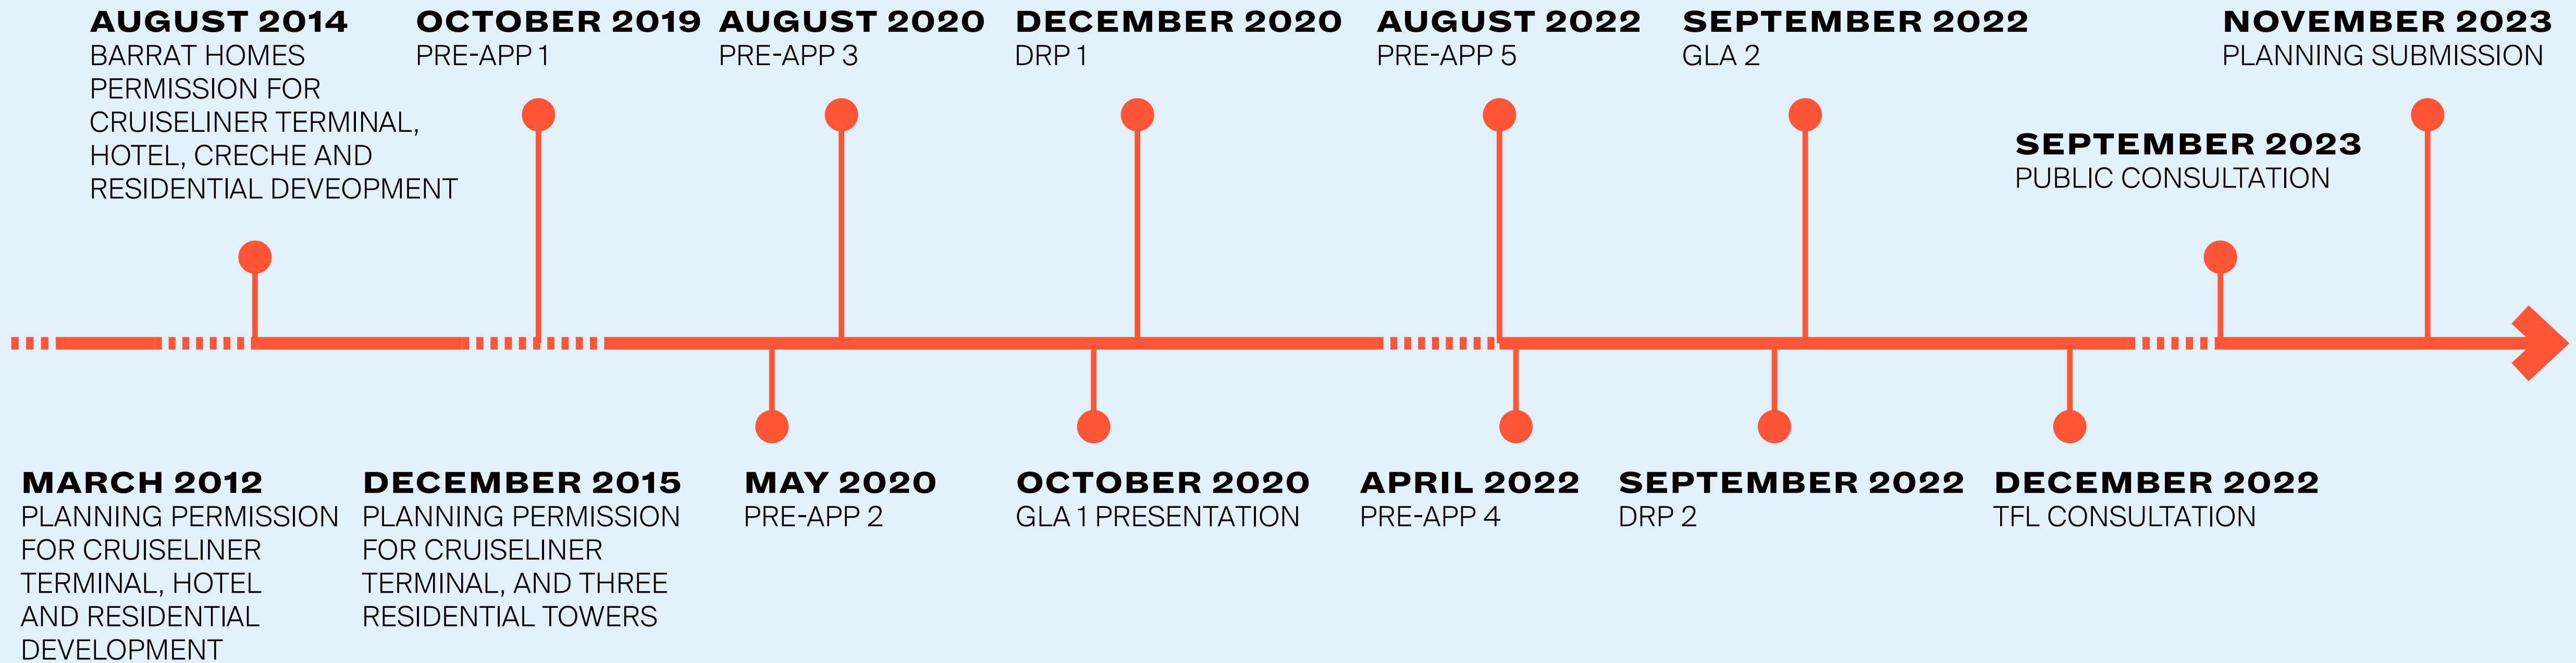 AUGUST 2014
BARRAT HOMES
PERMISSION FOR
CRUISELINER TERMINAL,
HOTEL, CRECHE AND
RESIDENTIAL DEVEOPMENT
OCTOBER 2019
PRE-APP 1
AUGUST 2020
PRE-APP 3
DECEMBER 2020
DRP 1
AUGUST 2022
PRE-APP 5
SEPTEMBER 2022
GLA 2
SEPTEMBER 2023
PUBLIC CONSULTATION
NOVEMBER 2023
PLANNING SUBMISSION
MARCH 2012
PLANNING PERMISSION
FOR CRUISELINER
TERMINAL, HOTEL
AND RESIDENTIAL
DEVELOPMENT
DECEMBER 2015
PLANNING PERMISSION
FOR CRUISELINER
TERMINAL, AND THREE
RESIDENTIAL TOWERS
MAY 2020
PRE-APP 2
OCTOBER 2020
GLA 1 PRESENTATION
APRIL 2022
PRE-APP 4
SEPTEMBER 2022
DRP 2
DECEMBER 2022
TFL CONSULTATION